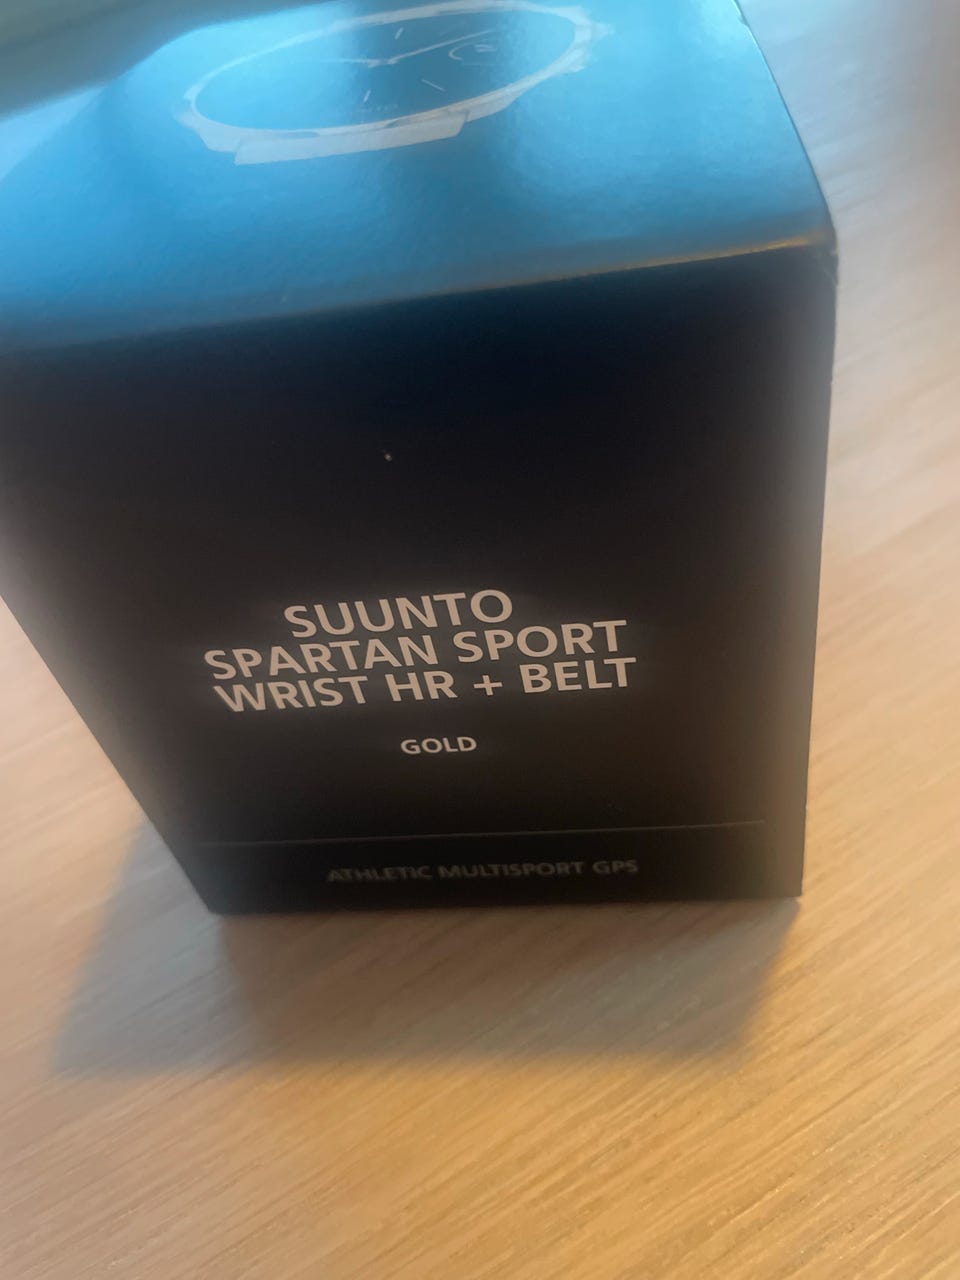 SUUNTO
SPARTAN SPORT
WRIST HR + BELT
GOLD
ATHLETIC MULTISPORT GPS